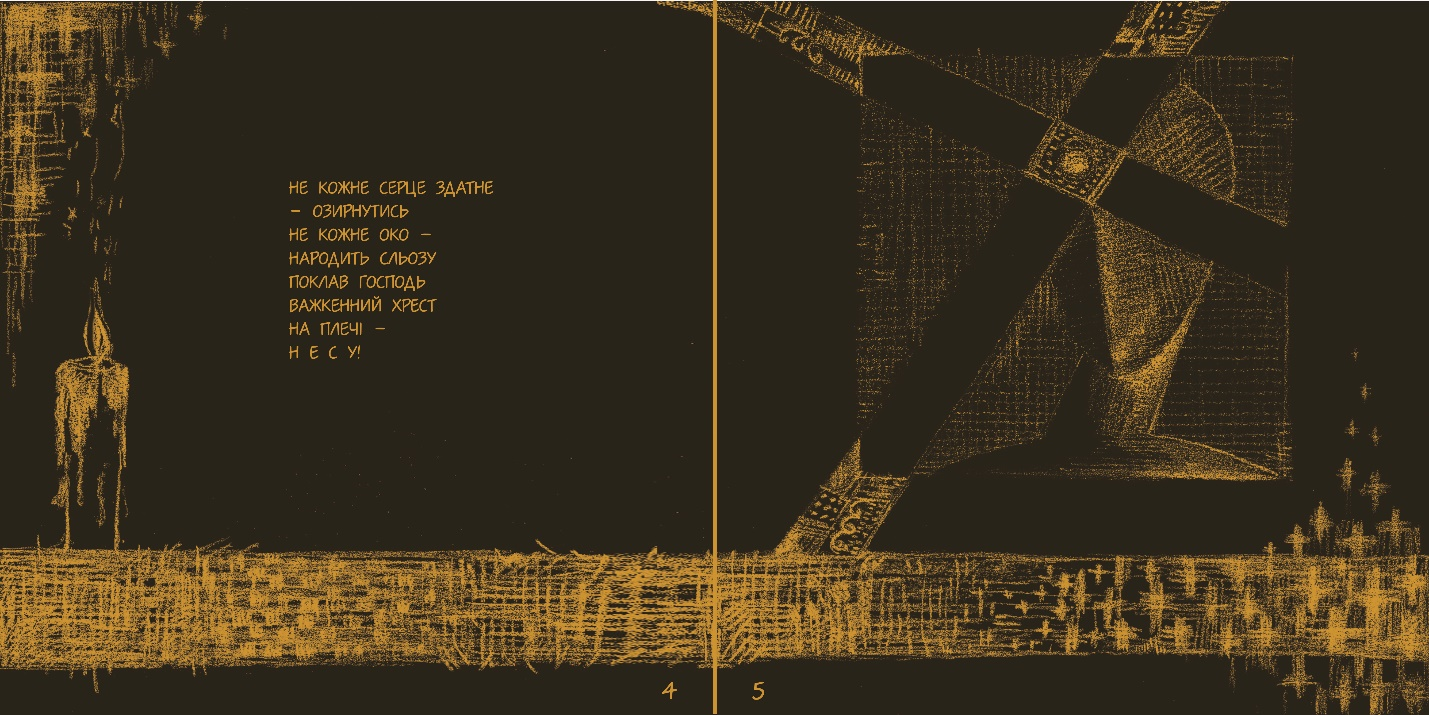 НЕ КОЖНЕ СЕРЦЕ ЗДАТНЕ
– ОЗИРНУТИСЬ
НЕ КОЖНЕ ОКО –
НАРОДИТЬ СЛЬОЗУ
ПОКЛАВ ГОСПОДЬ
ВАЖКЕННИЙ ХРЕСТ
НА ПЛЕЧІ –
Н Е С У!
4
5